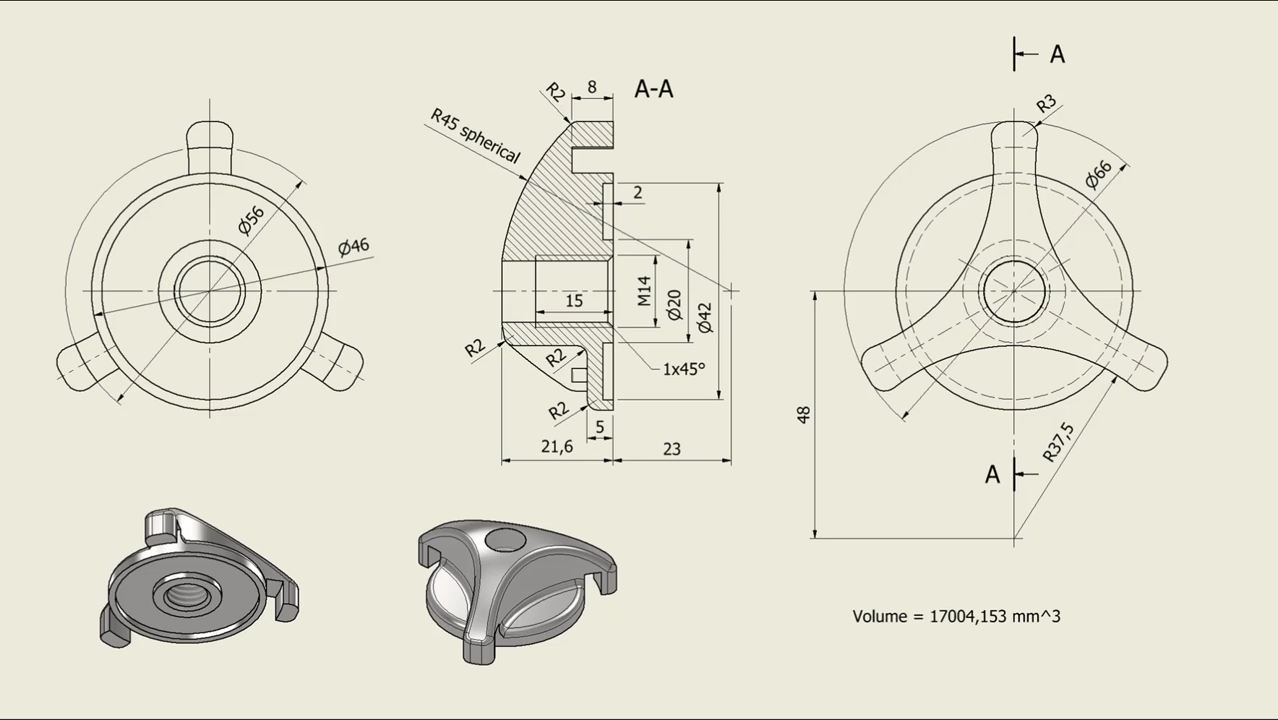 A
8
A-A
R2
R3
R45 spherical
Ø66
2
Ø56
Ø46
15
M14
Ø20
Ø42
R2
R2
1x45°
R2
5
48
R37,5
21,6
23
A
Volume = 17004,153 mm^3